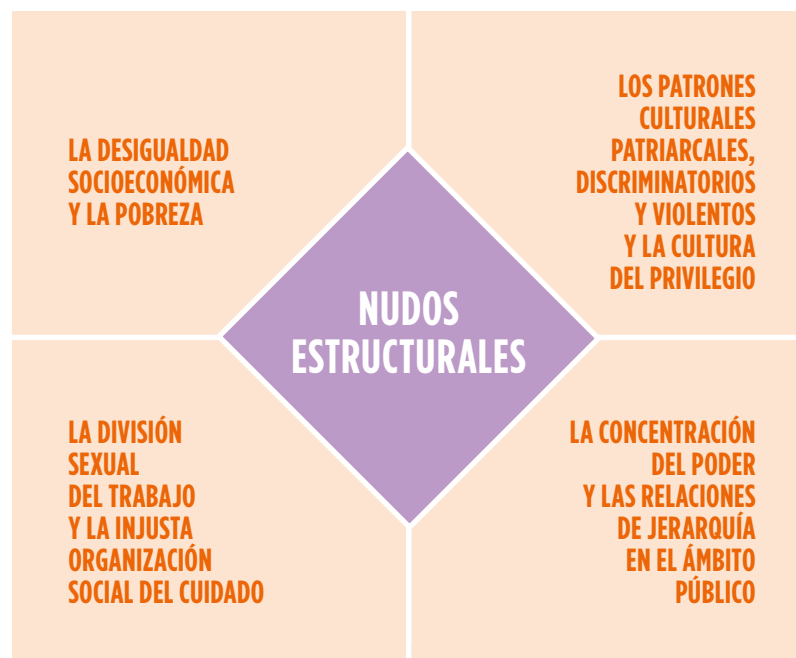 LA DESIGUALDAD
SOCIOECONÓMICA
Y LA POBREZA
LOS PATRONES
CULTURALES
PATRIARCALES,
DISCRIMINATORIOS
Y VIOLENTOS
Y LA CULTURA
DEL PRIVILEGIO
NUDOS
ESTRUCTURALES
LA DIVISIÓN
SEXUAL
DEL TRABAJO
Y LA INJUSTA
ORGANIZACIÓN
SOCIAL DEL CUIDADO
LA CONCENTRACIÓN
DEL PODER
Y LAS RELACIONES
DE JERARQUÍA
EN EL ÁMBITO
PÚBLICO